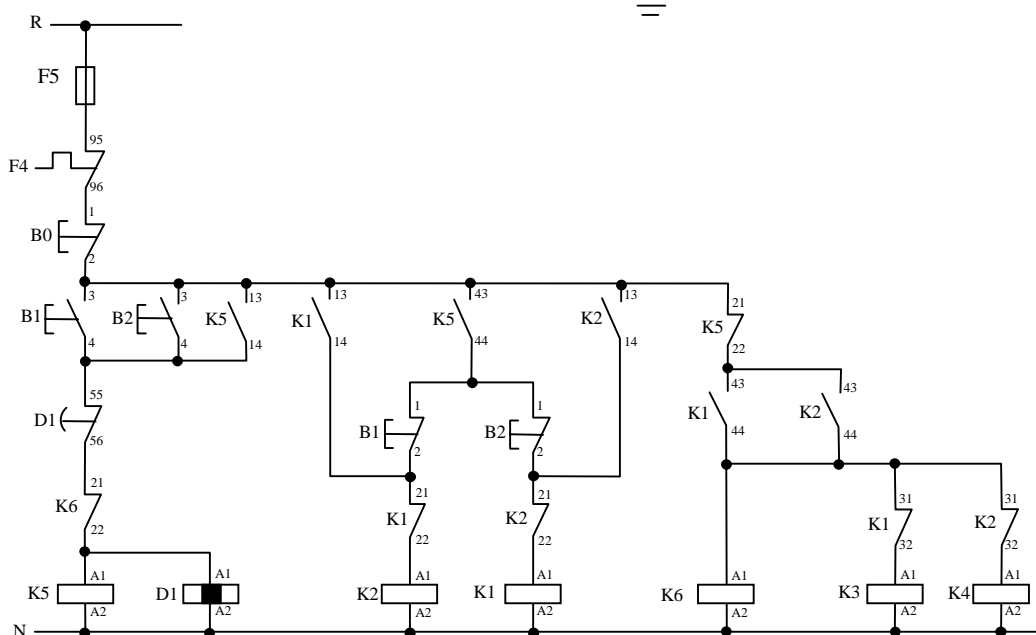 R
F5
95
F4
96
1
B0
2
3 3 13 13 43 13 21
B1 B2 K5 K1 K5 K2 K5
4 4 14 14 44 14 22
43 43
K1 K2
44 44
55 1 1
D1 B1 B2
56 2 2
21 21 21 31 31
K6 K1 K2 K1 K2
22 22 22 32 32
A1 A1 A1 A1 A1 A1 A1
K5 D1 K2 K1 K6 K3 K4
A2 A2 A2 A2 A2 A2 A2
N